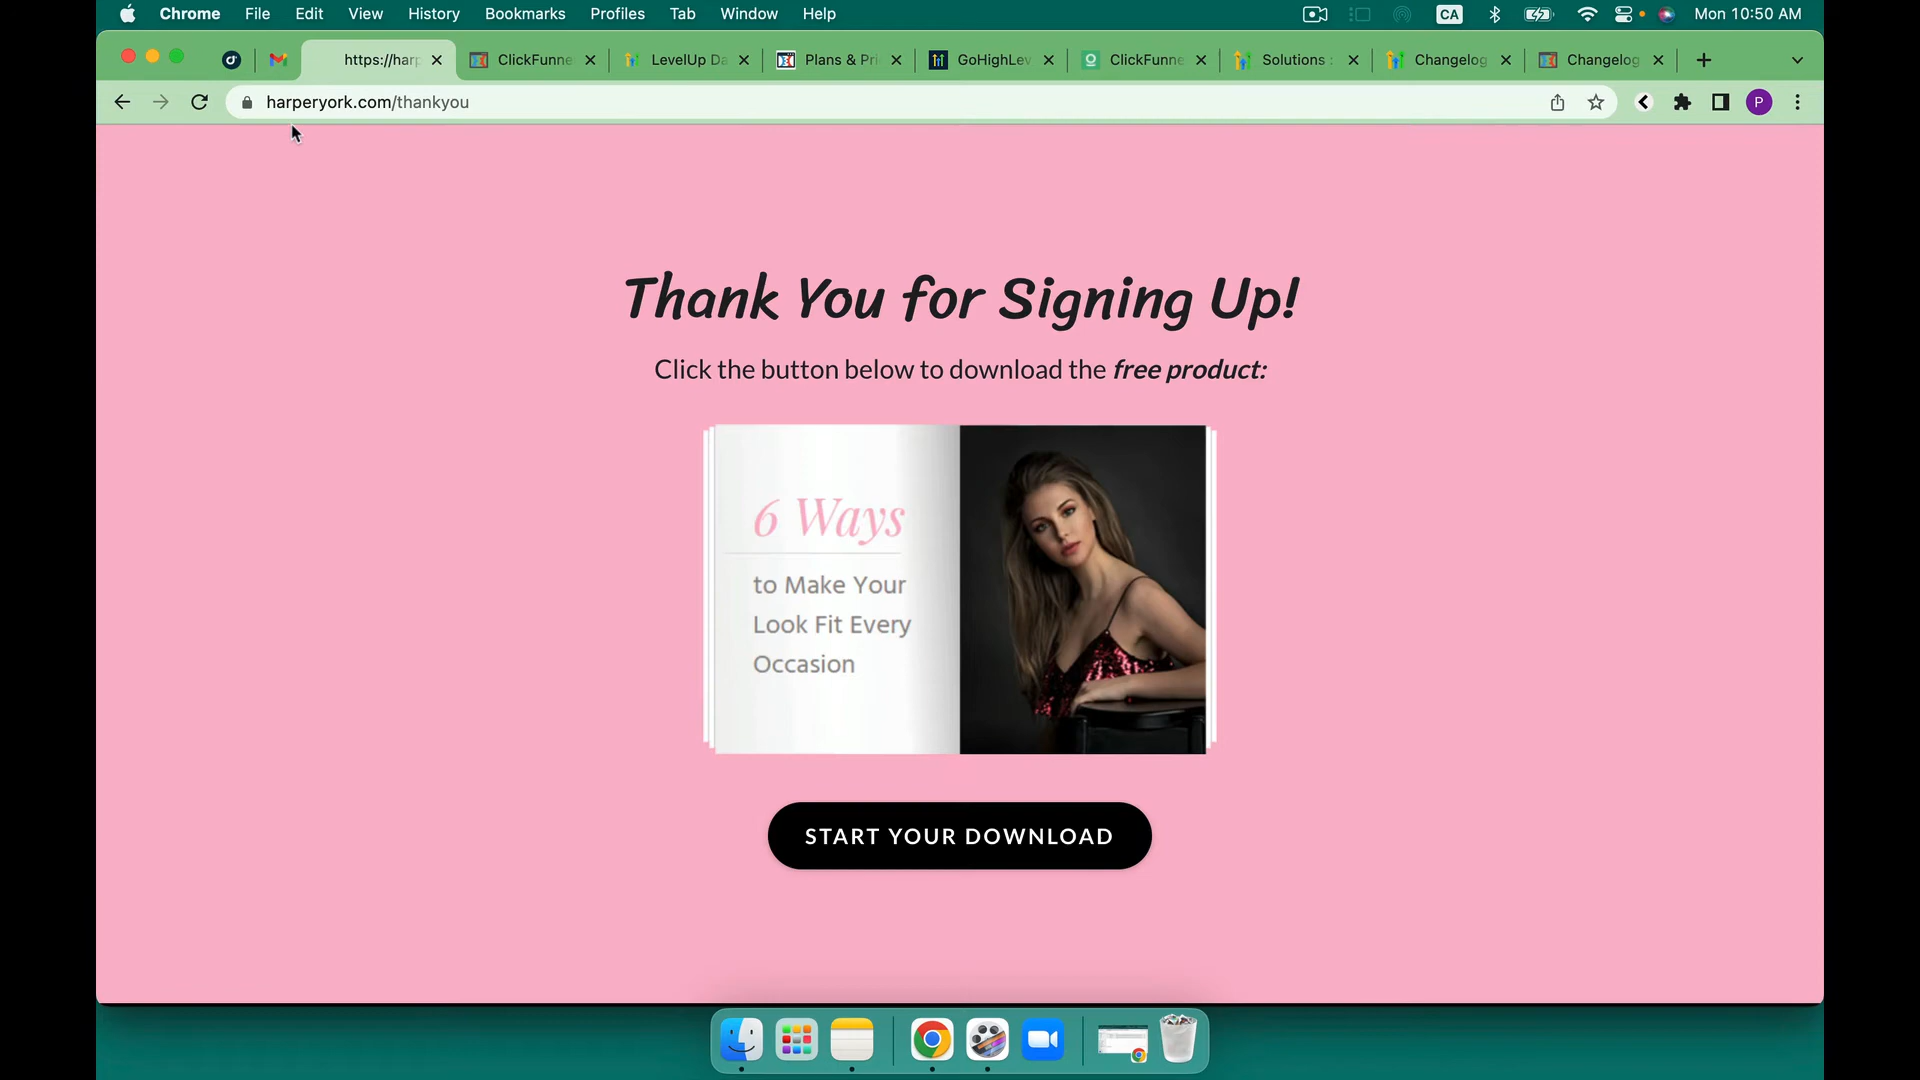 Chrome File Edit View History Bookmarks Profiles Tab Window Help CA Mon 10:50 AM
https://har ClickFunne LevelUp Da Plans & Pri GoHighLev ClickFunne Solutions : Changelog Changelog
harperyork.com/thankyou P
Thank You for Signing Up!
Click the button below to download the free product:
6 Ways
to Make Your
Look Fit Every
Occasion
START YOUR DOWNLOAD